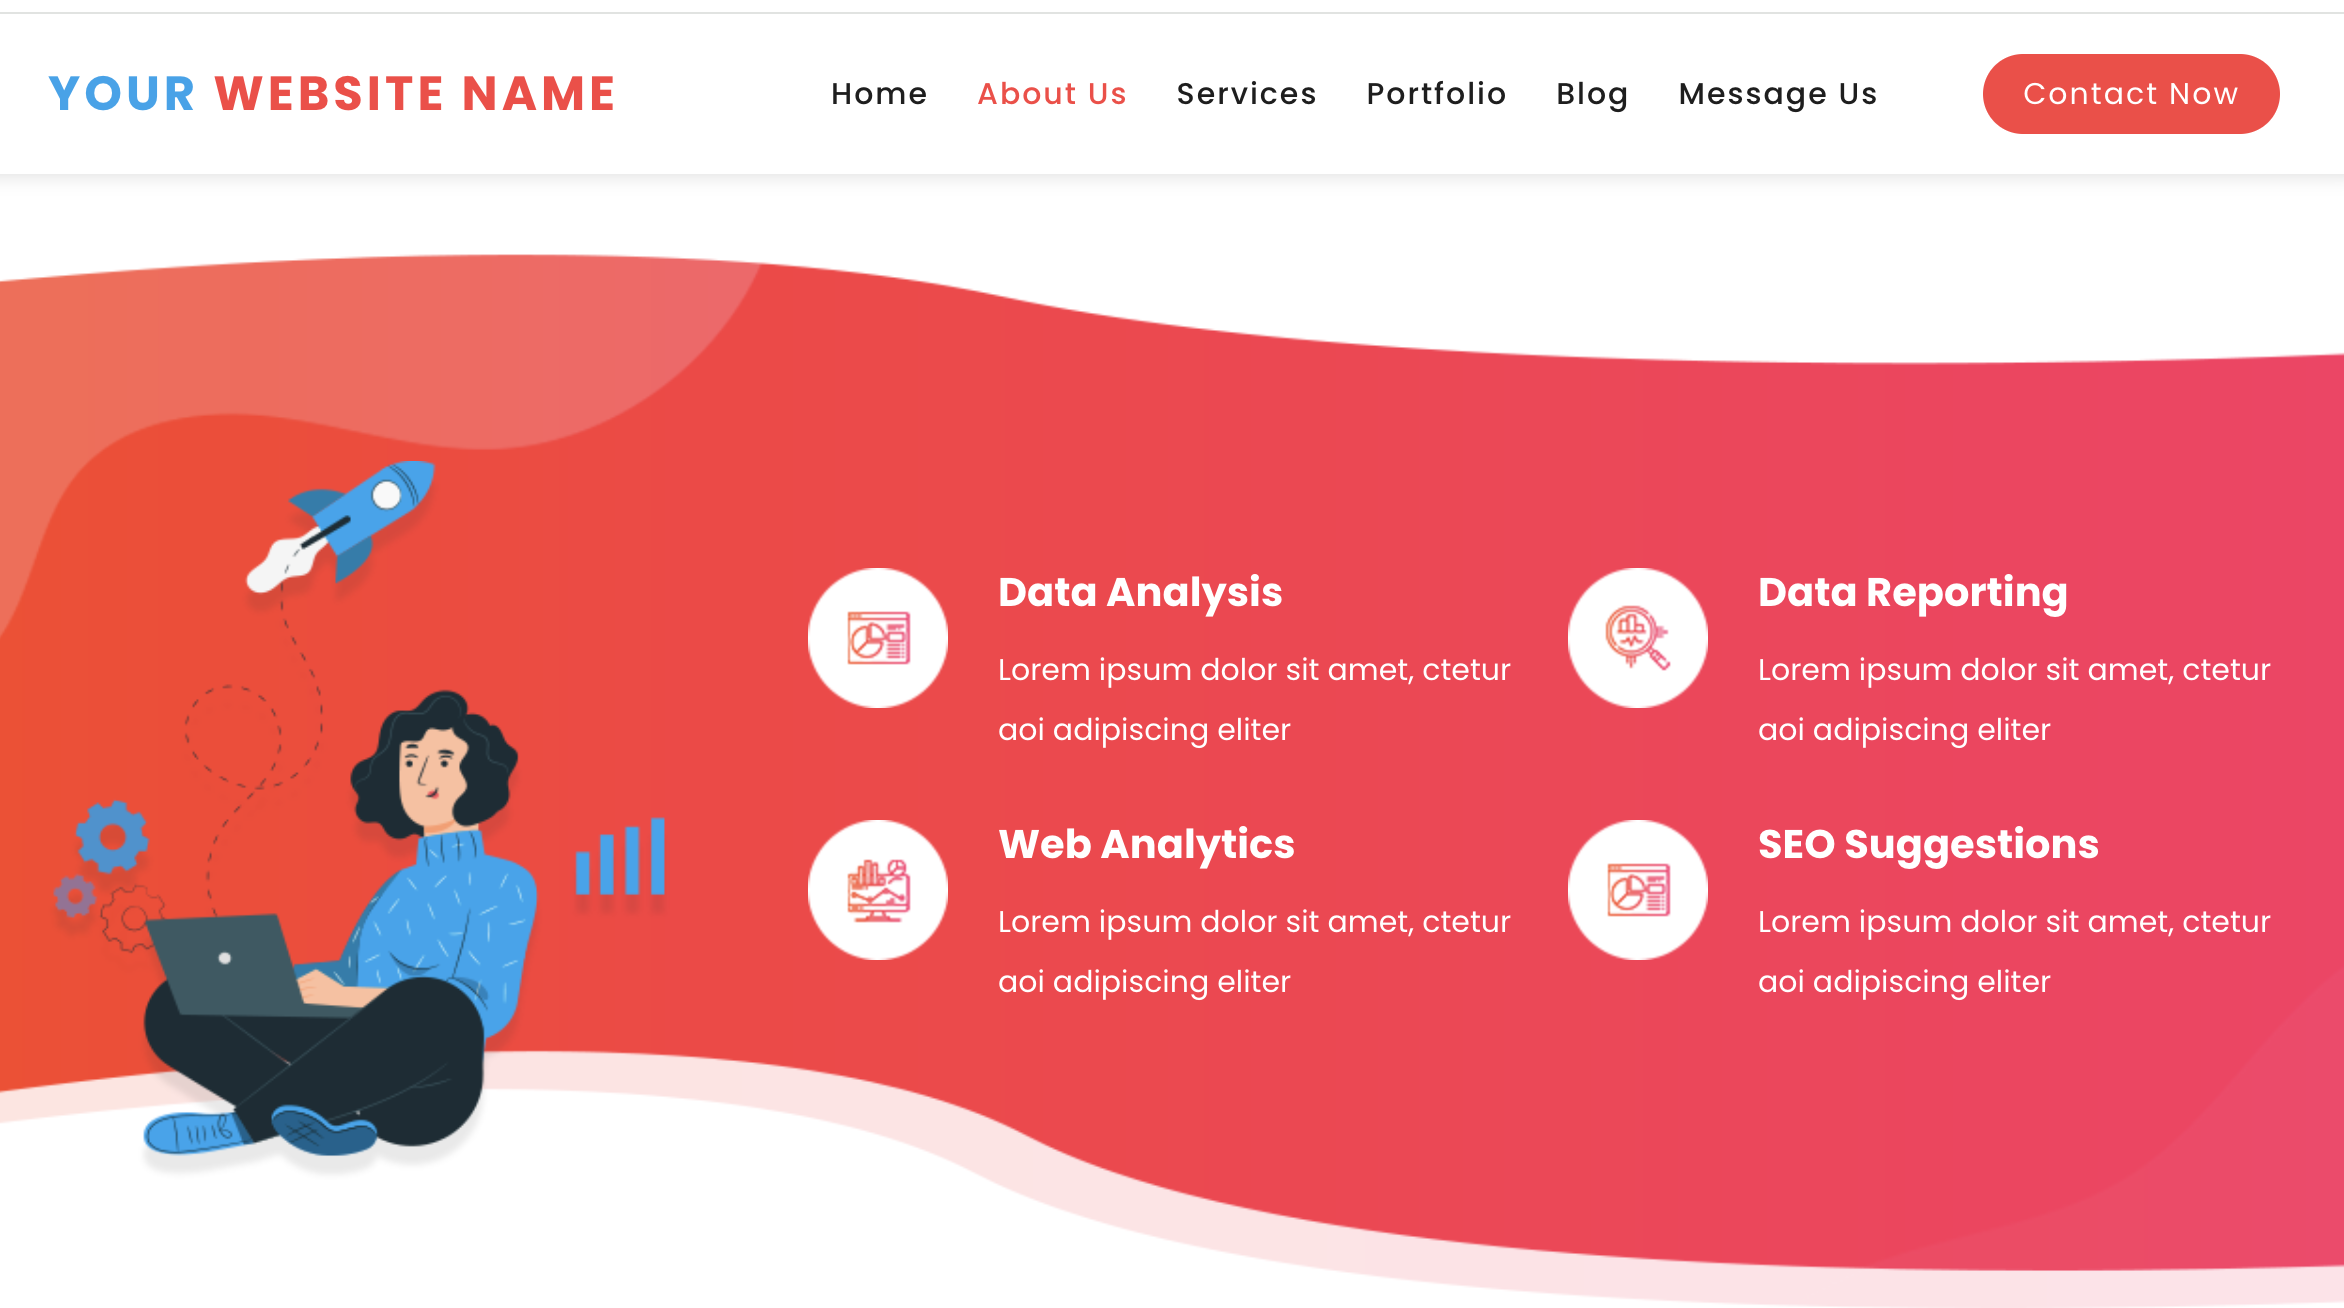 YOUR WEBSITE NAME
Home About Us Services Portfolio Blog Message Us Contact Now
Data Analysis
Lorem ipsum dolor sit amet, ctetur
aoi adipiscing eliter
Data Reporting
Lorem ipsum dolor sit amet, ctetur
aoi adipiscing eliter
Web Analytics
Lorem ipsum dolor sit amet, ctetur
aoi adipiscing eliter
SEO Suggestions
Lorem ipsum dolor sit amet, ctetur
aoi adipiscing eliter